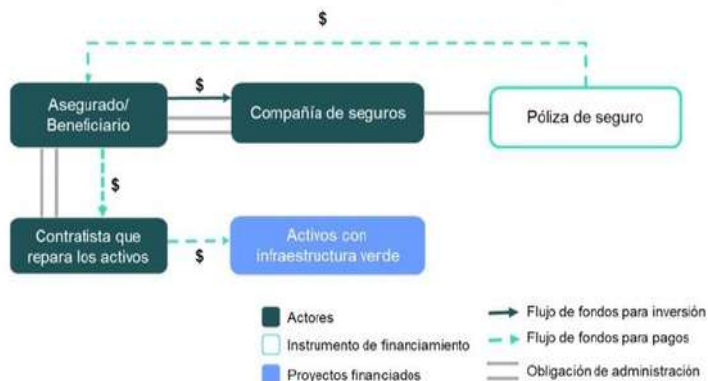 $
$
Asegurado/
Beneficiario
Compañía de seguros
Póliza de seguro
$
Contratista que
repara los activos
$
Activos con
infraestructura verde
Actores
Instrumento de financiamiento
Proyectos financiados
Flujo de fondos para inversión
Flujo de fondos para pagos
Obligación de administración